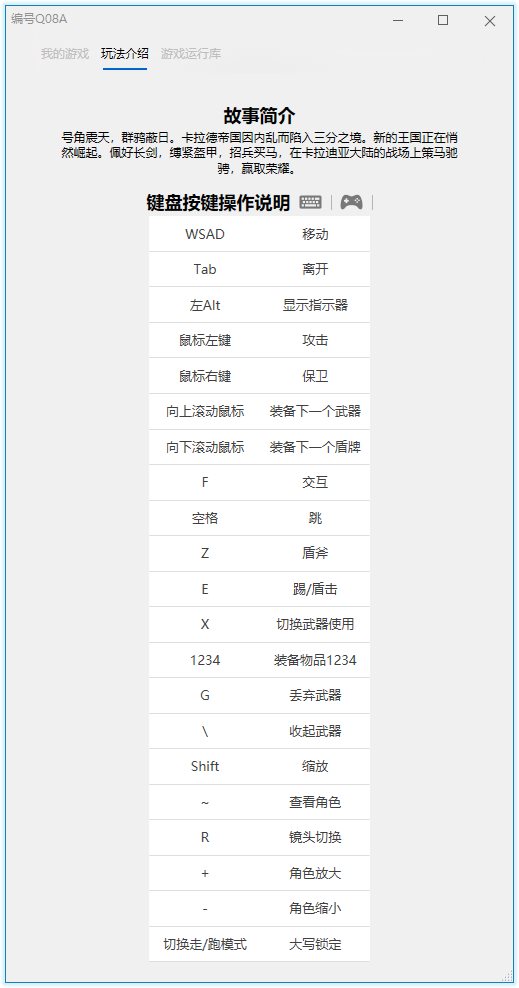 编号Q08A
我的游戏 玩法介绍 游戏运行库
故事简介
号角震天，群鸦蔽日。卡拉德帝国因内乱而陷入三分之境。新的王国正在悄
然崛起。佩好长剑，缚紧盔甲，招兵买马，在卡拉迪亚大陆的战场上策马驰
骋，赢取荣耀。
键盘按键操作说明
WSAD 移动
Tab 离开
左Alt 显示指示器
鼠标左键 攻击
鼠标右键 保卫
向上滚动鼠标 装备下一个武器
向下滚动鼠标 装备下一个盾牌
F 交互
空格 跳
Z 盾斧
E 踢/盾击
X 切换武器使用
1234 装备物品1234
G 丢弃武器
\ 收起武器
Shift 缩放
~ 查看角色
R 镜头切换
+ 角色放大
- 角色缩小
切换走/跑模式 大写锁定